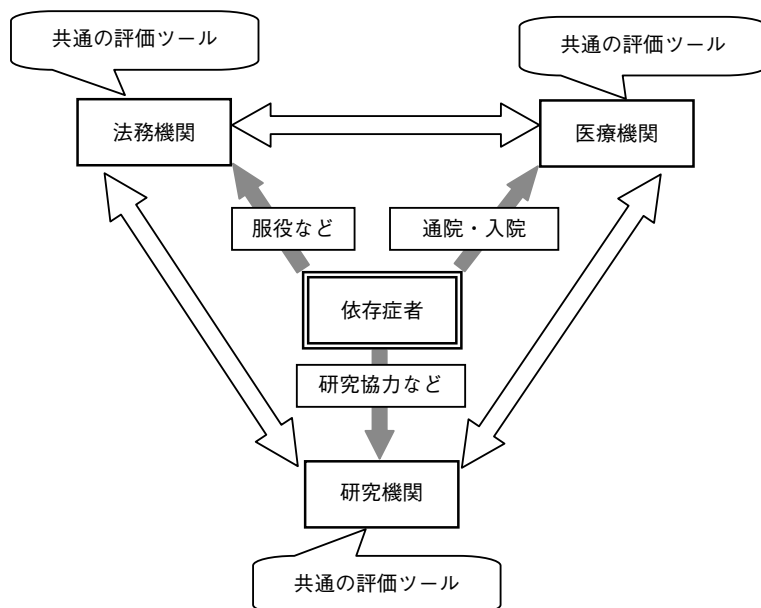 共通の評価ツール
共通の評価ツール
法務機関
医療機関
服役など
通院・入院
依存症者
研究協力など
研究機関
共通の評価ツール